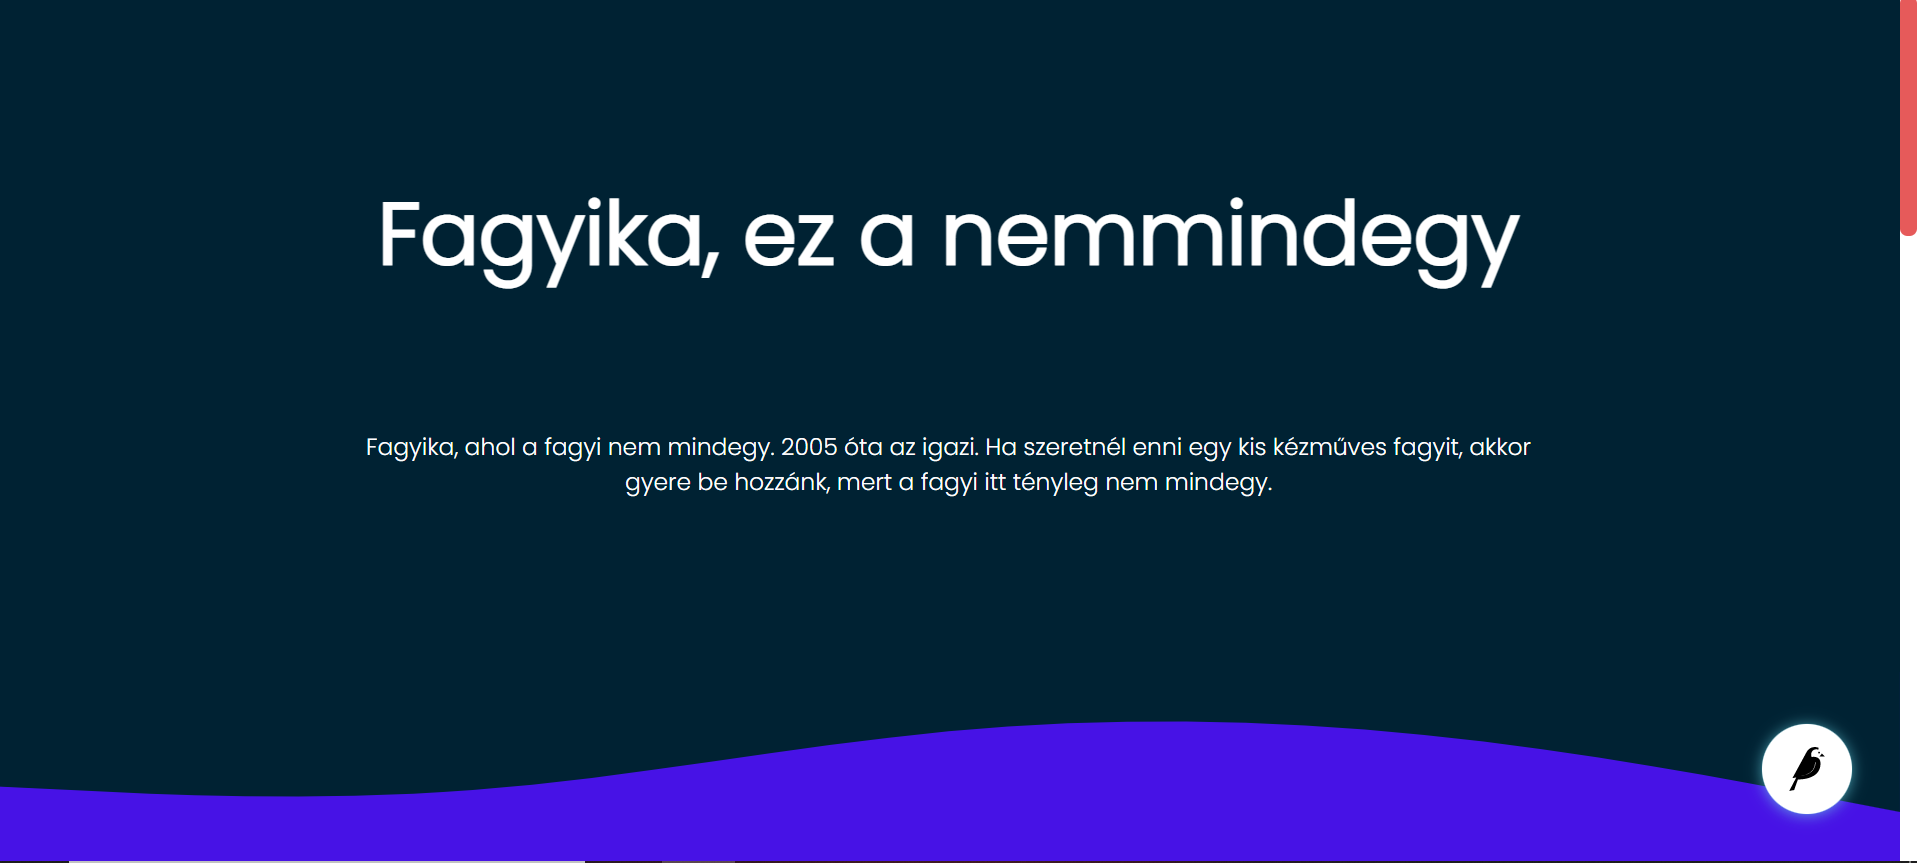 Fagyika, ez a nemmindegy
Fagyika, ahol a fagyi nem mindegy. 2005 óta az igazi. Ha szeretnél enni egy kis kézműves fagyit, akkor
gyere be hozzánk, mert a fagyi itt tényleg nem mindegy.